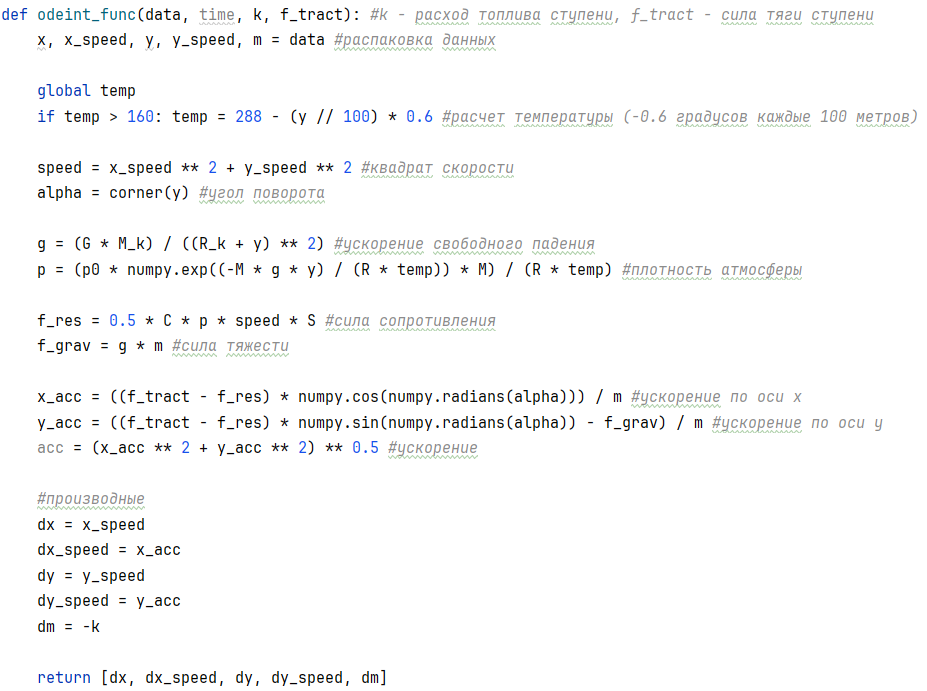 def odeint_func(data, time, k, f_tract): #k - расход топлива ступени, f_tract - сила тяги ступени
x, x_speed, y, y_speed, m = data #распаковка данных
global temp
if temp > 160: temp = 288 - (y // 100) * 0.6 #расчет температуры (-0.6 градусов каждые 100 метров)
speed = x_speed ** 2 + y_speed ** 2 #квадрат скорости
alpha = corner(y) #угол поворота
g = (G * M_k) / ((R_k + y) ** 2) #ускорение свободного падения
p = (p0 * numpy.exp((-M * g * y) / (R * temp)) * M) / (R * temp) #плотность атмосферы
f_res = 0.5 * C * p * speed * S #сила сопротивления
f_grav = g * m #сила тяжести
x_acc = ((f_tract - f_res) * numpy.cos(numpy.radians(alpha))) / m #ускорение по оси x
y_acc = ((f_tract - f_res) * numpy.sin(numpy.radians(alpha)) - f_grav) / m #ускорение по оси y
acc = (x_acc ** 2 + y_acc ** 2) ** 0.5 #ускорение
#производные
dx = x_speed
dx_speed = x_acc
dy = y_speed
dy_speed = y_acc
dm = -k
return [dx, dx_speed, dy, dy_speed, dm]